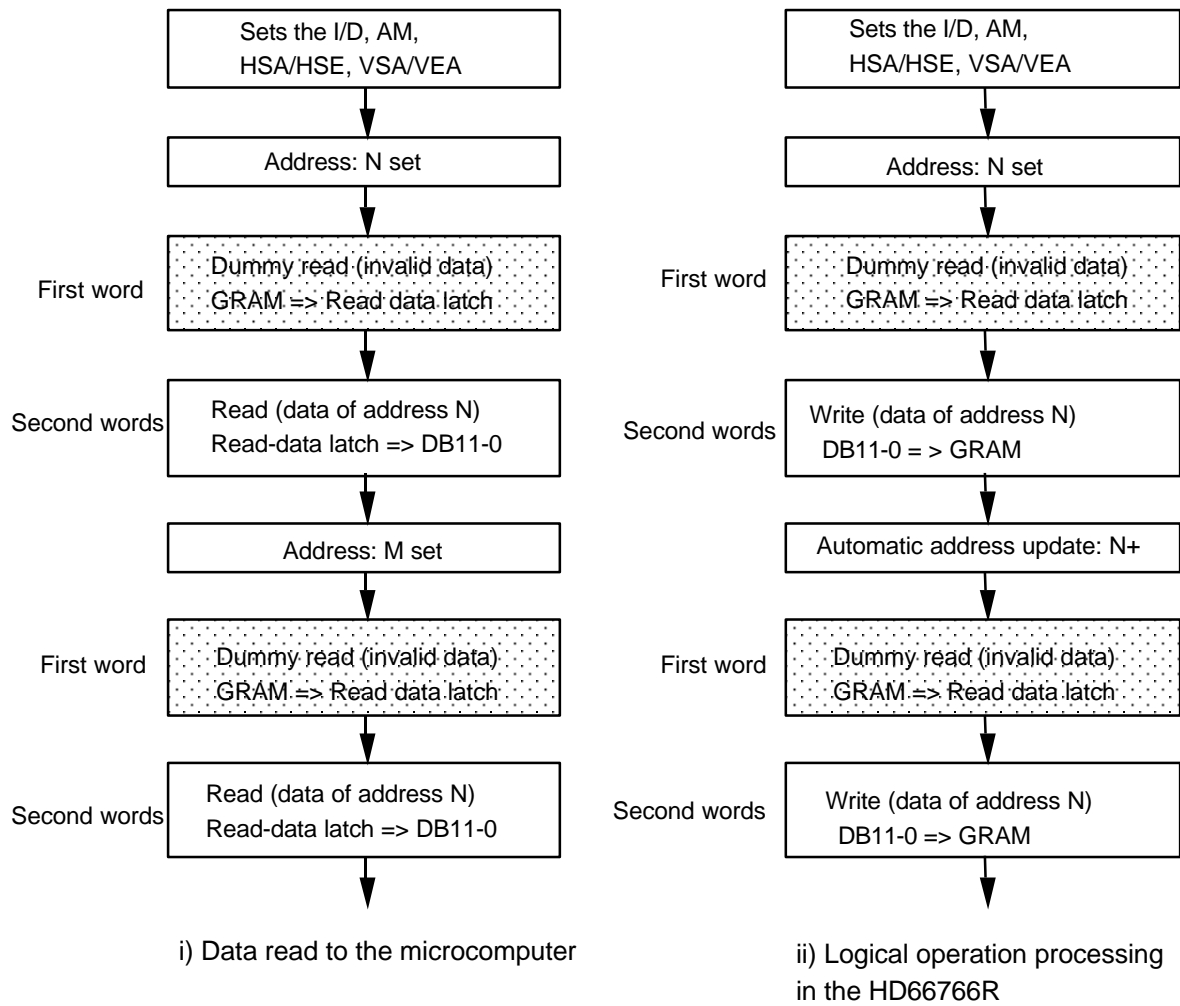 Sets the I/D, AM,
HSA/HSE, VSA/VEA
Address: N set
First word
Dummy read (invalid data)
GRAM => Read data latch
Second words
Read (data of address N)
Read-data latch => DB11-0
Address: M set
First word
Dummy read (invalid data)
GRAM => Read data latch
Second words
Read (data of address N)
Read-data latch => DB11-0
i) Data read to the microcomputer
Sets the I/D, AM,
HSA/HSE, VSA/VEA
Address: N set
First word
Dummy read (invalid data)
GRAM => Read data latch
Second words
Write (data of address N)
DB11-0 = > GRAM
Automatic address update: N+
First word
Dummy read (invalid data)
GRAM => Read data latch
Second words
Write (data of address N)
DB11-0 => GRAM
ii) Logical operation processing
in the HD66766R